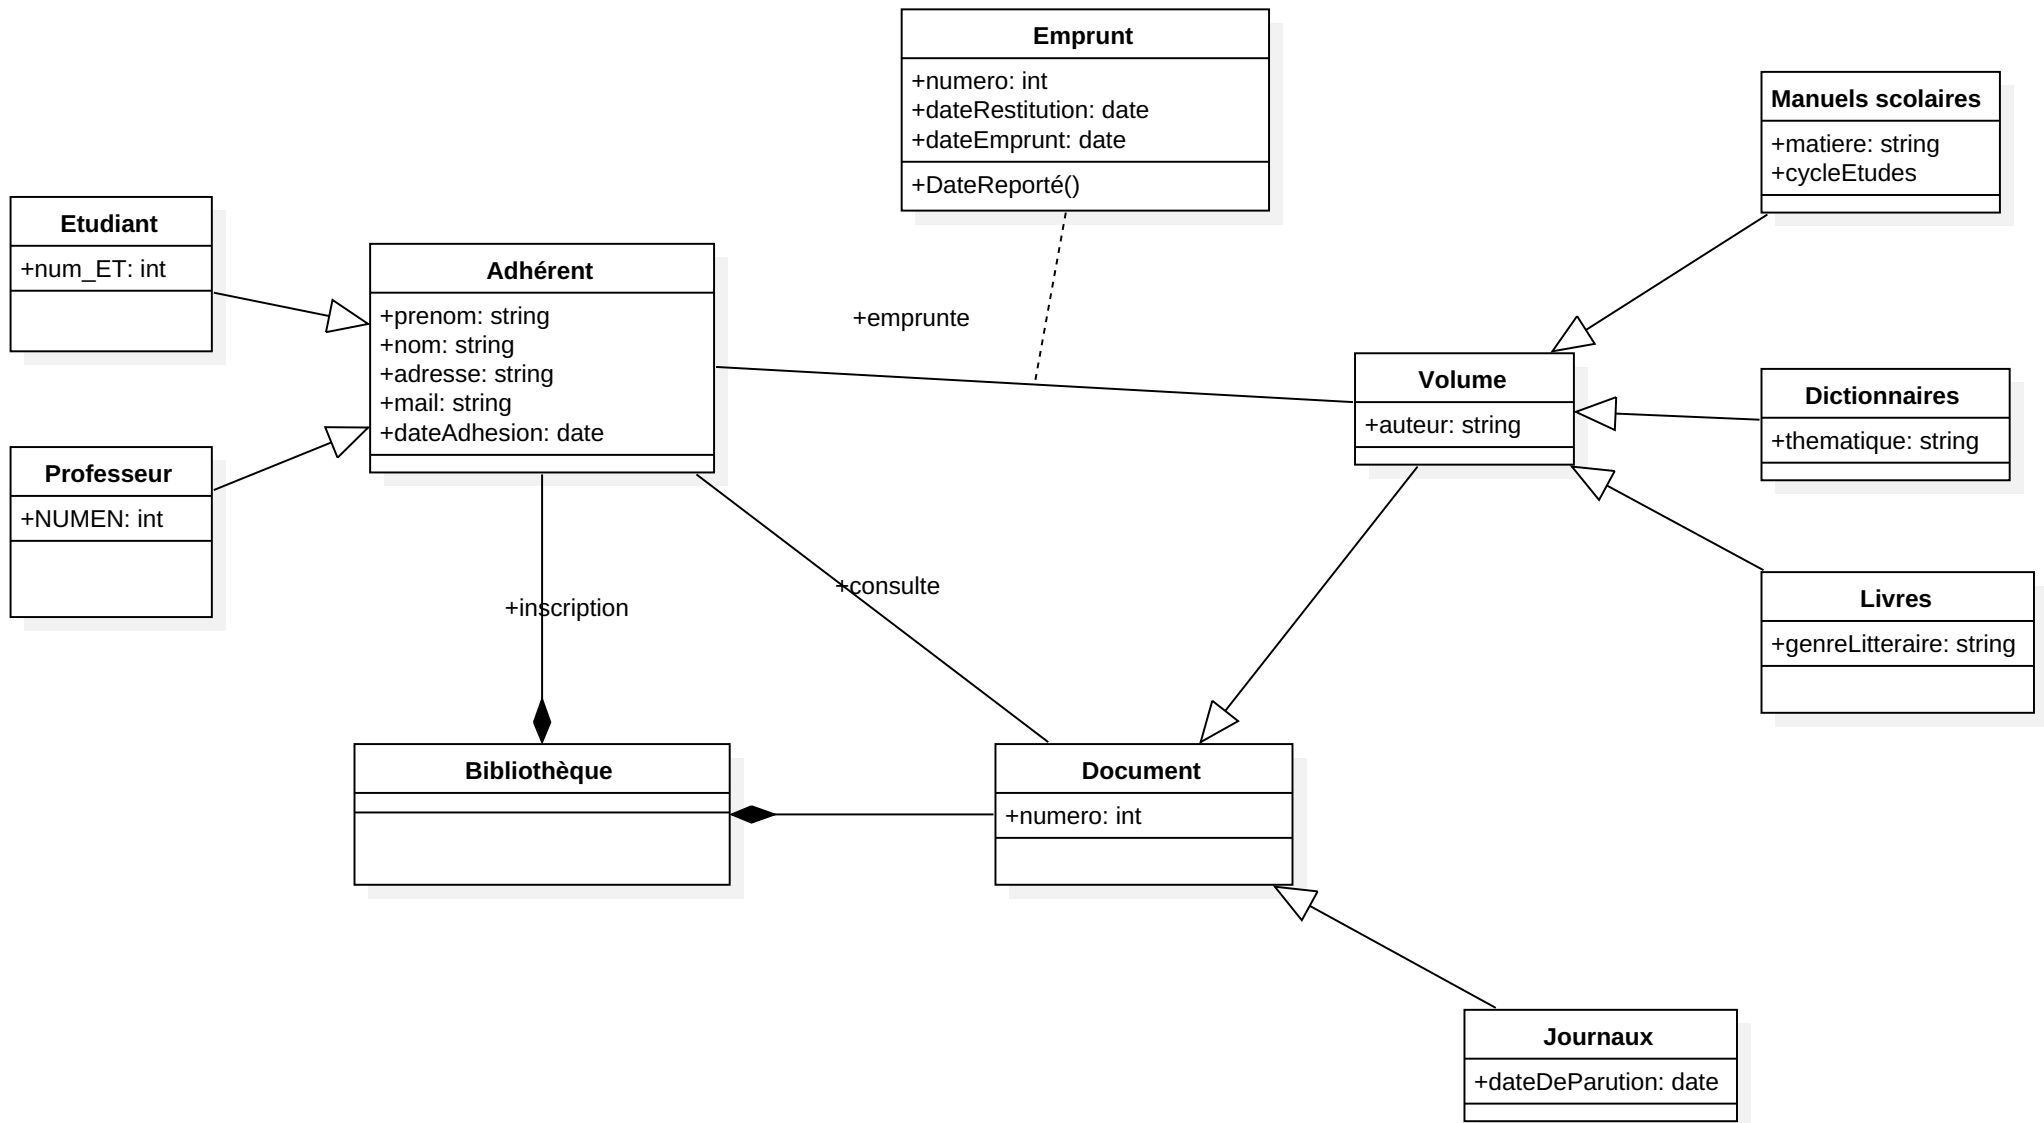 Emprunt
+numero: int
+dateRestitution: date
+dateEmprunt: date
+DateReporté()
Manuels scolaires
+matiere: string
+cycleEtudes
Etudiant
+num_ET: int
Adhérent
+prenom: string
+nom: string
+adresse: string
+mail: string
+dateAdhesion: date
+emprunte
Volume
+auteur: string
Dictionnaires
+thematique: string
Professeur
+NUMEN: int
+inscription
+consulte
Livres
+genreLitteraire: string
Bibliothèque
Document
+numero: int
Journaux
+dateDeParution: date